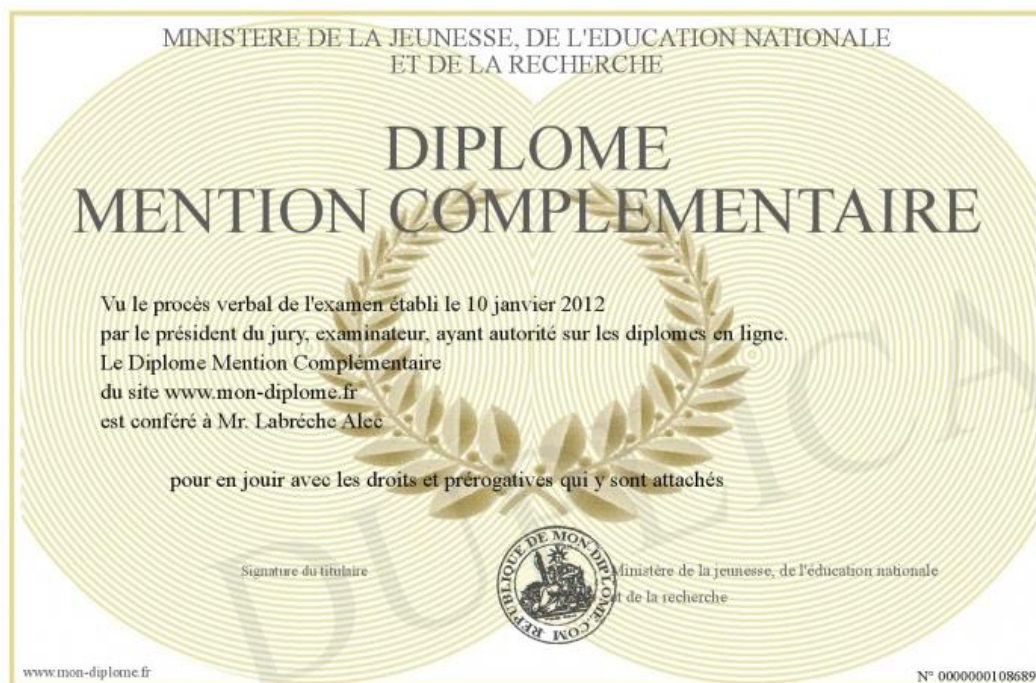 MINISTERE DE LA JEUNESSE, DE L'EDUCATION NATIONALE
ET DE LA RECHERCHE
DIPLOME
MENTION COMPLEMENTAIRE
Vu le procès verbal de l'examen établi le 10 janvier 2012
par le président du jury, examinateur, ayant autorité sur les diplomes en ligne.
Le Diplome Mention Complémentaire
du site www.mon-diplome.fr
est conféré à Mr. Labréche Alec
pour en jouir avec les droits et prérogatives qui y sont attachés
DUPLICA
Signature du titulaire
REPUBLIQUE DE MON-DIPLOME.COM
Ministère de la jeunesse, de l'éducation nationale
et de la recherche
www.mon-diplome.fr
N° 0000000108689